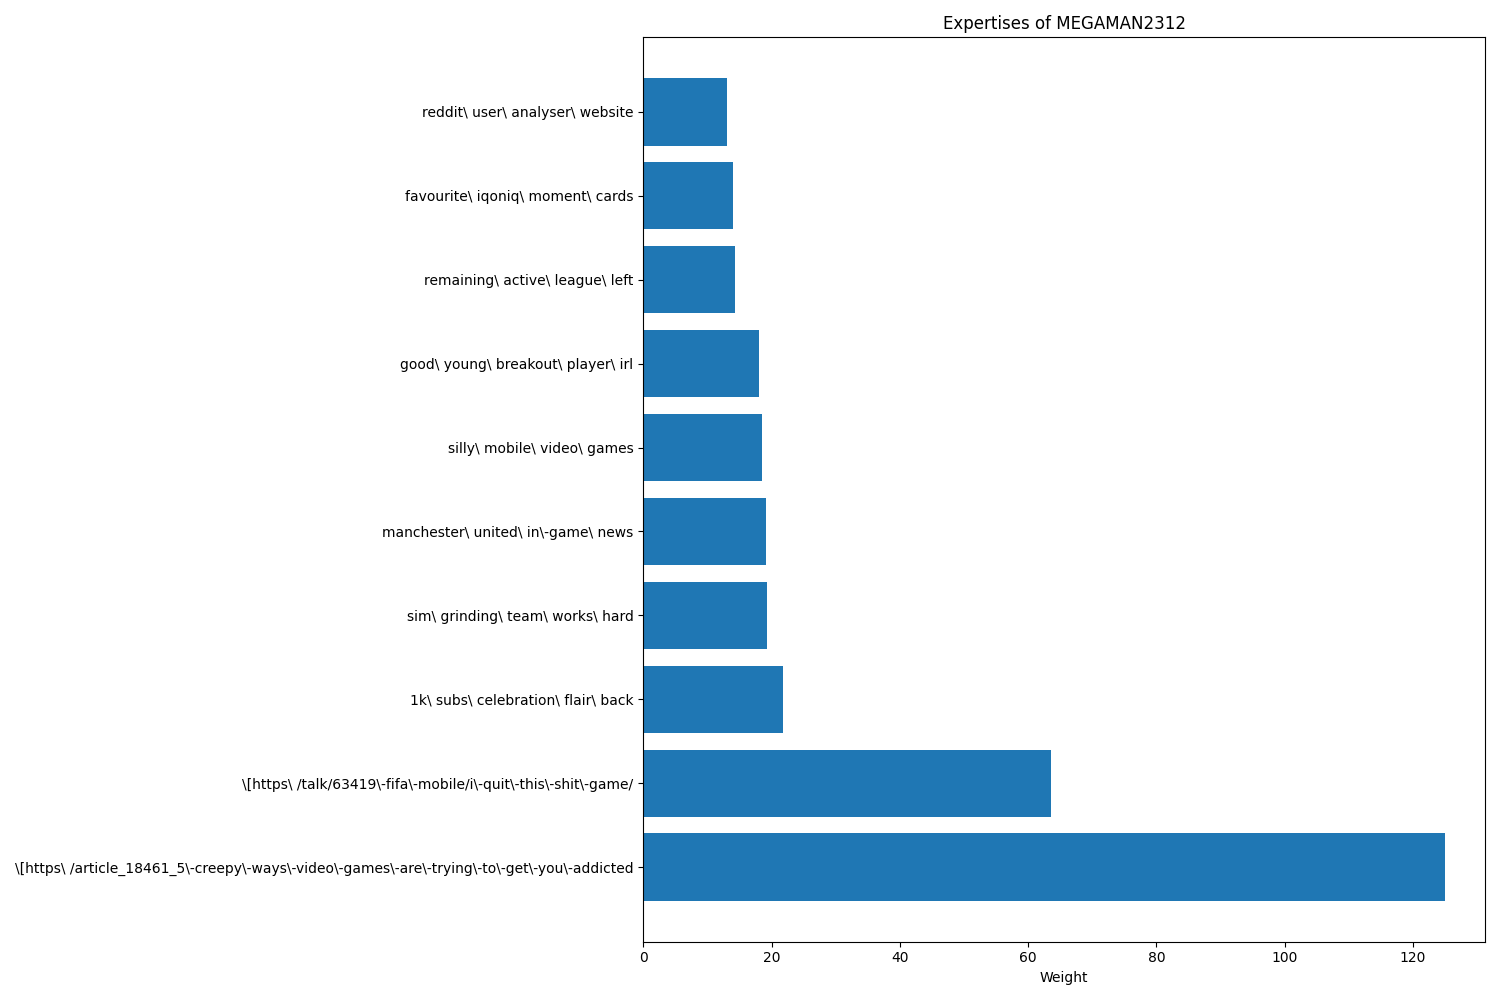 Expertises of MEGAMAN2312
reddit\ user\ analyser\ website
favourite\ iqoniq\ moment\ cards
remaining\ active\ league\ left
good\ young\ breakout\ player\ irl
silly\ mobile\ video\ games
manchester\ united\ in\-game\ news
sim\ grinding\ team\ works\ hard
1k\ subs\ celebration\ flair\ back
\[https\ /talk/63419\-fifa\-mobile/i\-quit\-this\-shit\-game/
\[https\ /article_18461_5\-creepy\-ways\-video\-games\-are\-trying\-to\-get\-you\-addicted
0 20 40 60 80 100 120
Weight